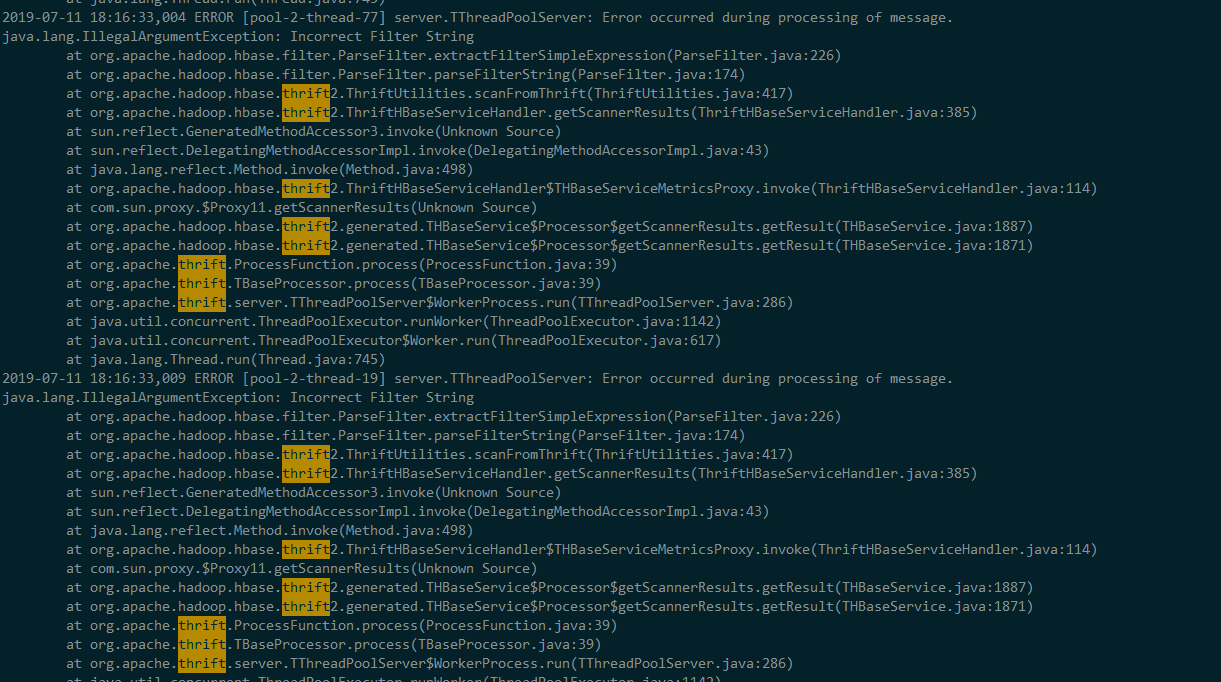 at java.lang.Thread.run(Thread.java:745)
2019-07-11 18:16:33,004 ERROR [pool-2-thread-77] server.TThreadPoolServer: Error occurred during processing of message.
java.lang.IllegalArgumentException: Incorrect Filter String
at org.apache.hadoop.hbase.filter.ParseFilter.extractFilterSimpleExpression(ParseFilter.java:226)
at org.apache.hadoop.hbase.filter.ParseFilter.parseFilterString(ParseFilter.java:174)
at org.apache.hadoop.hbase.thrift2.ThriftUtilities.scanFromThrift(ThriftUtilities.java:417)
at org.apache.hadoop.hbase.thrift2.ThriftHBaseServiceHandler.getScannerResults(ThriftHBaseServiceHandler.java:385)
at sun.reflect.GeneratedMethodAccessor3.invoke(Unknown Source)
at sun.reflect.DelegatingMethodAccessorImpl.invoke(DelegatingMethodAccessorImpl.java:43)
at java.lang.reflect.Method.invoke(Method.java:498)
at org.apache.hadoop.hbase.thrift2.ThriftHBaseServiceHandler$THBaseServiceMetricsProxy.invoke(ThriftHBaseServiceHandler.java:114)
at com.sun.proxy.$Proxy11.getScannerResults(Unknown Source)
at org.apache.hadoop.hbase.thrift2.generated.THBaseService$Processor$getScannerResults.getResult(THBaseService.java:1887)
at org.apache.hadoop.hbase.thrift2.generated.THBaseService$Processor$getScannerResults.getResult(THBaseService.java:1871)
at org.apache.thrift.ProcessFunction.process(ProcessFunction.java:39)
at org.apache.thrift.TBaseProcessor.process(TBaseProcessor.java:39)
at org.apache.thrift.server.TThreadPoolServer$WorkerProcess.run(TThreadPoolServer.java:286)
at java.util.concurrent.ThreadPoolExecutor.runWorker(ThreadPoolExecutor.java:1142)
at java.util.concurrent.ThreadPoolExecutor$Worker.run(ThreadPoolExecutor.java:617)
at java.lang.Thread.run(Thread.java:745)
2019-07-11 18:16:33,009 ERROR [pool-2-thread-19] server.TThreadPoolServer: Error occurred during processing of message.
java.lang.IllegalArgumentException: Incorrect Filter String
at org.apache.hadoop.hbase.filter.ParseFilter.extractFilterSimpleExpression(ParseFilter.java:226)
at org.apache.hadoop.hbase.filter.ParseFilter.parseFilterString(ParseFilter.java:174)
at org.apache.hadoop.hbase.thrift2.ThriftUtilities.scanFromThrift(ThriftUtilities.java:417)
at org.apache.hadoop.hbase.thrift2.ThriftHBaseServiceHandler.getScannerResults(ThriftHBaseServiceHandler.java:385)
at sun.reflect.GeneratedMethodAccessor3.invoke(Unknown Source)
at sun.reflect.DelegatingMethodAccessorImpl.invoke(DelegatingMethodAccessorImpl.java:43)
at java.lang.reflect.Method.invoke(Method.java:498)
at org.apache.hadoop.hbase.thrift2.ThriftHBaseServiceHandler$THBaseServiceMetricsProxy.invoke(ThriftHBaseServiceHandler.java:114)
at com.sun.proxy.$Proxy11.getScannerResults(Unknown Source)
at org.apache.hadoop.hbase.thrift2.generated.THBaseService$Processor$getScannerResults.getResult(THBaseService.java:1887)
at org.apache.hadoop.hbase.thrift2.generated.THBaseService$Processor$getScannerResults.getResult(THBaseService.java:1871)
at org.apache.thrift.ProcessFunction.process(ProcessFunction.java:39)
at org.apache.thrift.TBaseProcessor.process(TBaseProcessor.java:39)
at org.apache.thrift.server.TThreadPoolServer$WorkerProcess.run(TThreadPoolServer.java:286)
at java.util.concurrent.ThreadPoolExecutor.runWorker(ThreadPoolExecutor.java:1142)